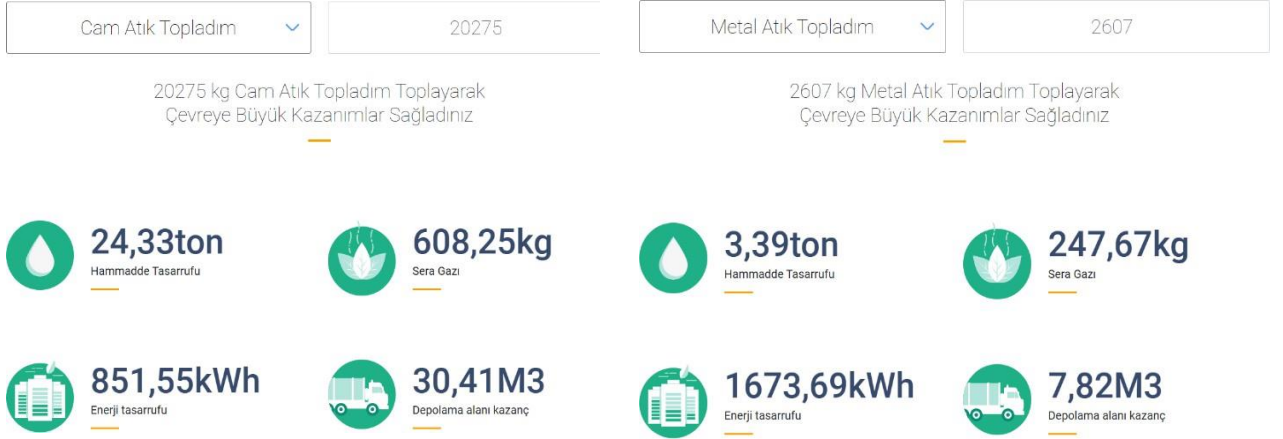 Cam Atık Topladım
20275
20275 kg Cam Atık Topladım Toplayarak
Çevreye Büyük Kazanımlar Sağladınız
24,33ton
Hammadde Tasarrufu
608,25kg
Sera Gazı
851,55kWh
Enerji tasarrufu
30,41M3
Depolama alanı kazanç
Metal Atık Topladım
2607
2607 kg Metal Atık Topladım Toplayarak
Çevreye Büyük Kazanımlar Sağladınız
3,39ton
Hammadde Tasarrufu
247,67kg
Sera Gazı
1673,69kWh
Enerji tasarrufu
7,82M3
Depolama alanı kazanç